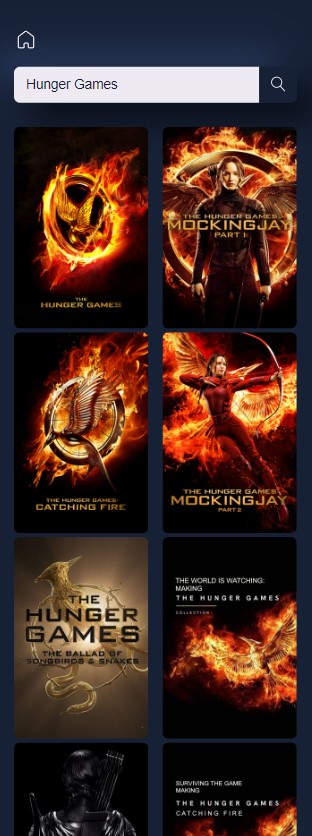 Hunger Games
THE
HUNGER GAMES
THE HUNGER GAMES
MOCKINGJAY
PART 1
THE HUNGER GAMES
CATCHING FIRE
THE HUNGER GAMES
MOCKINGJAY
PART 2
THE
HUNGER
GAMES
THE BALLAD OF
SONGBIRDS & SNAKES
THE WORLD IS WATCHING:
MAKING
THE HUNGER GAMES
COLLECTION
SURVIVING THE GAME
MAKING
THE HUNGER GAMES
CATCHING FIRE